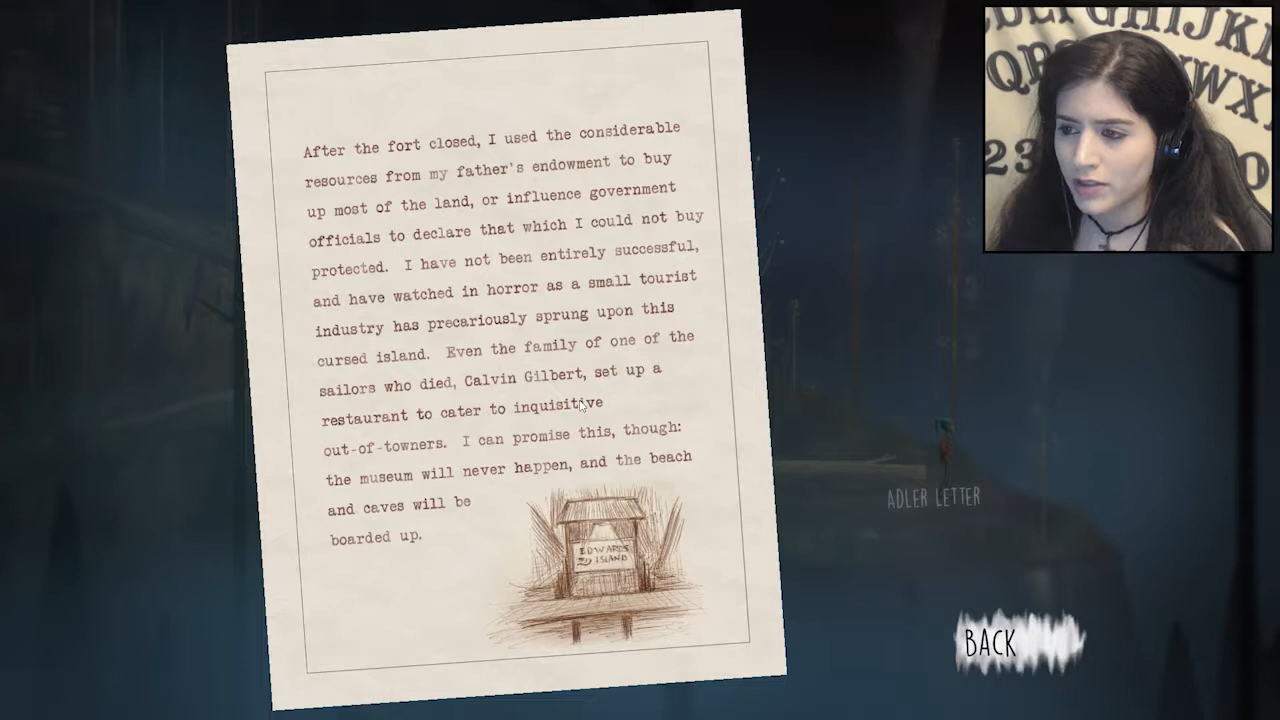 After the fort closed, I used the considerable
resources from my father's endowment to buy
up most of the land, or influence government
officials to declare that which I could not buy
protected. I have not been entirely successful,
and have watched in horror as a small tourist
industry has precariously sprung upon this
cursed island. Even the family of one of the
sailors who died, Calvin Gilbert, set up a
restaurant to cater to inquisitive
out-of-towners. I can promise this, though:
the museum will never happen, and the beach
and caves will be
boarded up.
EDWARDS
ISLAND
ADLER LETTER
BACK
GHIJKL
QR
WX
23
O